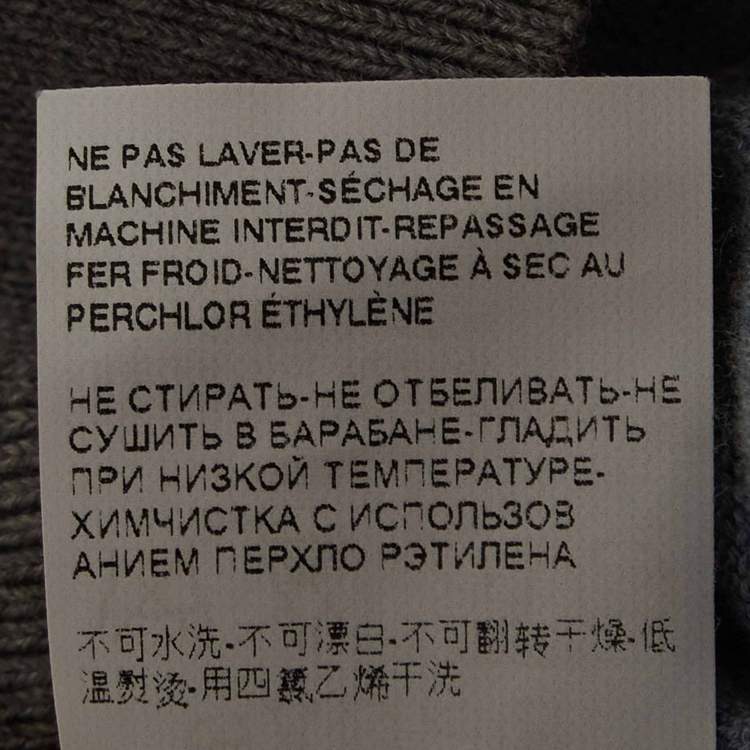 NE PAS LAVER-PAS DE
BLANCHIMENT-SÉCHAGE EN
MACHINE INTERDIT-REPASSAGE
FER FROID-NETTOYAGE À SEC AU
PERCHLOR ÉTHYLÈNE
НЕ СТИРАТЬ-НЕ ОТБЕЛИВАТЬ-НЕ
СУШИТЬ В БАРАБАНЕ-ГЛАДИТЬ
ПРИ НИЗКОЙ ТЕМПЕРАТУРЕ-
ХИМЧИСТКА С ИСПОЛЬЗОВ
АНИЕМ ПЕРХЛО РЭТИЛЕНА
不可水洗-不可漂白-不可翻转干燥-低
温熨烫-用四氯乙烯干洗